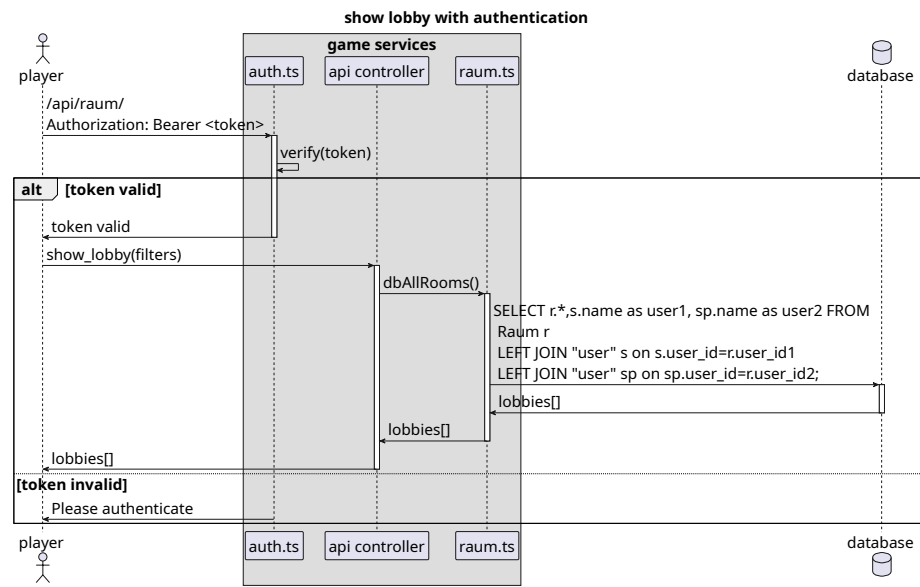 show lobby with authentication
game services
player
auth.ts
api controller
raum.ts
database
/api/raum/
Authorization: Bearer <token>
verify(token)
alt
[token valid]
token valid
show_lobby(filters)
dbAllRooms()
SELECT r.*,s.name as user1, sp.name as user2 FROM
Raum r
LEFT JOIN "user" s on s.user_id=r.user_id1
LEFT JOIN "user" sp on sp.user_id=r.user_id2;
lobbies[]
lobbies[]
lobbies[]
[token invalid]
Please authenticate
player
auth.ts
api controller
raum.ts
database